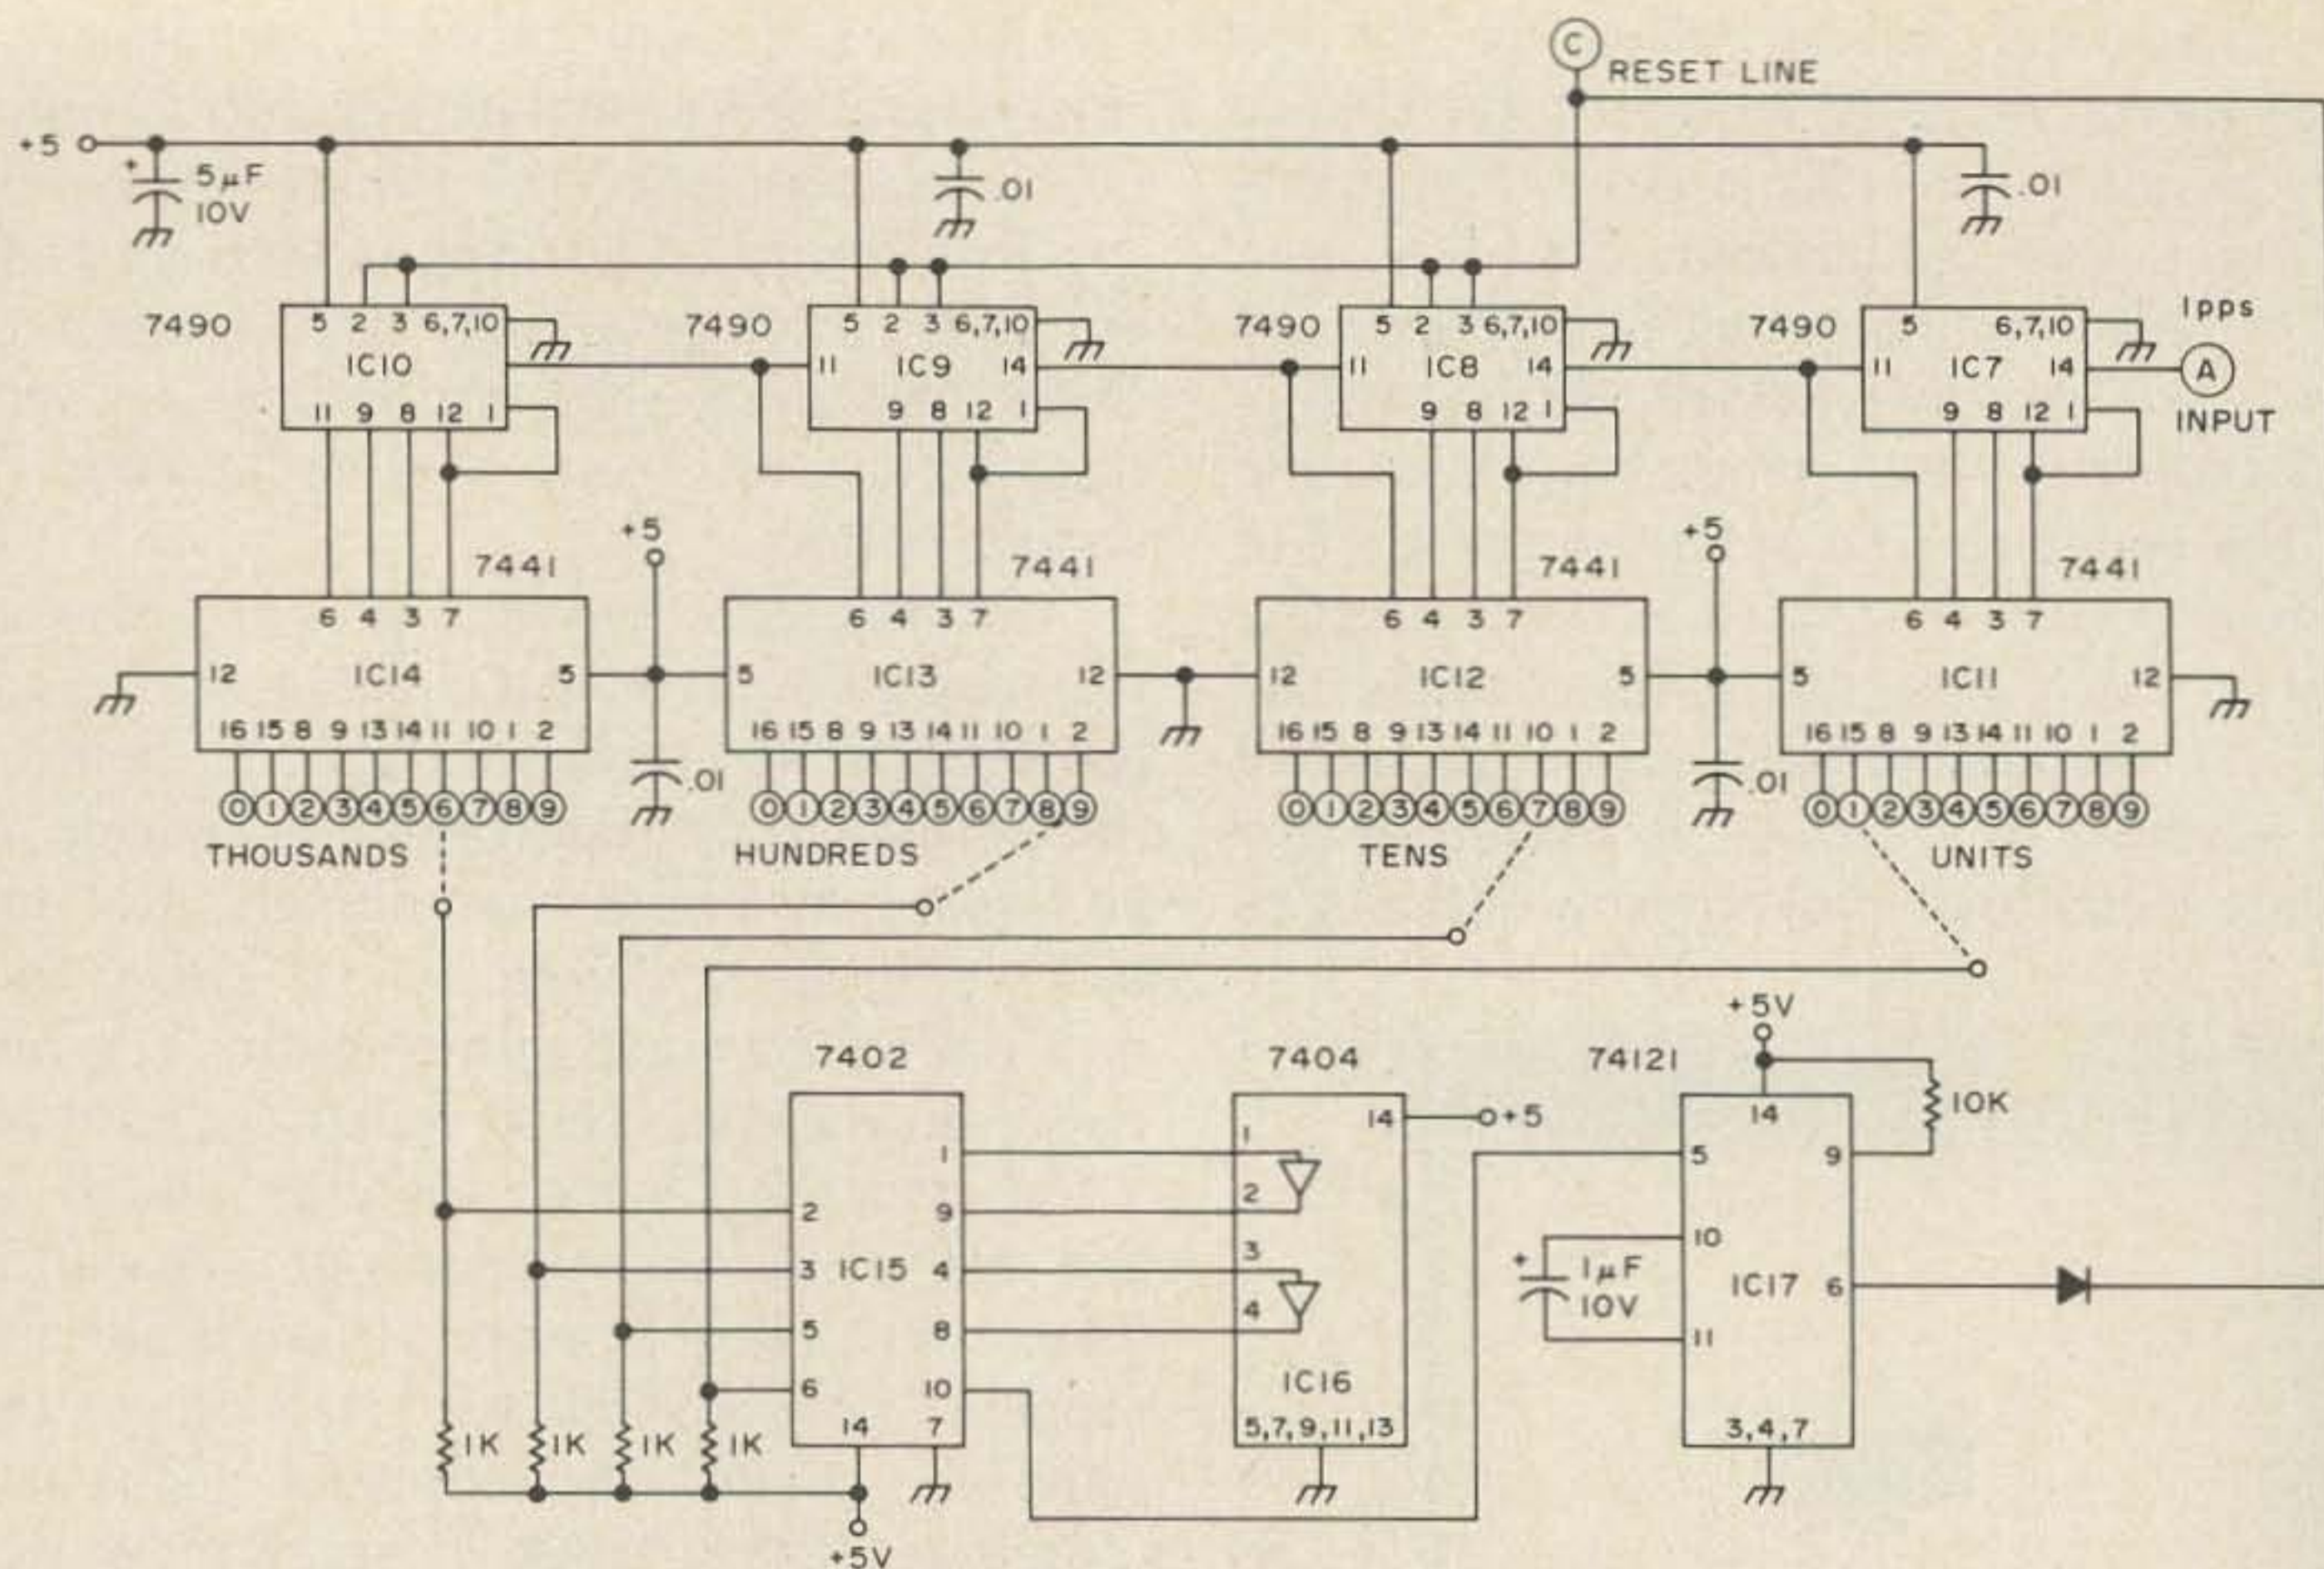 C
RESET LINE
+5
+ 5µF
10V
.01
.01
7490
5 2 3 6,7,10
IC10
11 9 8 12 1
7490
5 2 3 6,7,10
11 IC9 14
9 8 12 1
7490
5 2 3 6,7,10
11 IC8 14
9 8 12 1
7490
5 6,7,10
11 IC7 14
9 8 12 1
1pps
A
INPUT
+5
+5
7441
6 4 3 7
12 IC14 5
16 15 8 9 13 14 11 10 1 2
0 1 2 3 4 5 6 7 8 9
THOUSANDS
.01
7441
6 4 3 7
5 IC13 12
16 15 8 9 13 14 11 10 1 2
0 1 2 3 4 5 6 7 8 9
HUNDREDS
7441
6 4 3 7
12 IC12 5
16 15 8 9 13 14 11 10 1 2
0 1 2 3 4 5 6 7 8 9
TENS
.01
7441
6 4 3 7
5 IC11 12
16 15 8 9 13 14 11 10 1 2
0 1 2 3 4 5 6 7 8 9
UNITS
1K 1K 1K 1K
7402
1
2 9
3 IC15 4
5 8
6 10
14 7
+5V
7404
14 +5
1
2
3
4
IC16
5,7,9,11,13
74121
+5V
14
10K
5 9
10
+ 1µF
10V
IC17 6
11
3,4,7